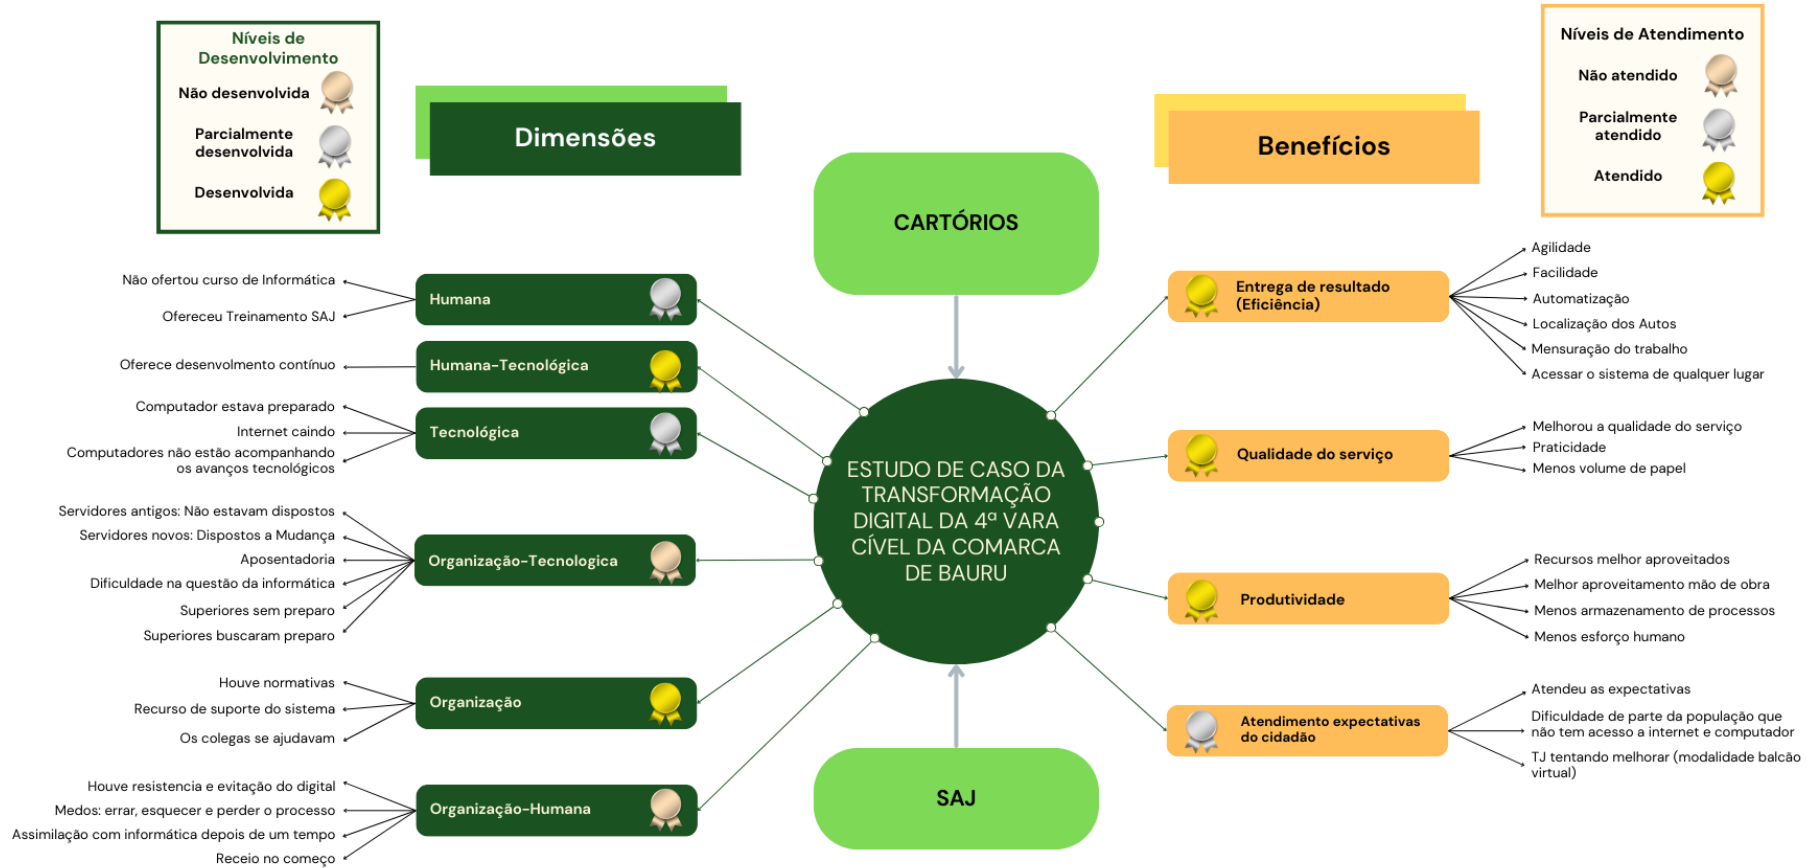 Níveis de
Desenvolvimento
Não desenvolvida
Parcialmente
desenvolvida
Desenvolvida
Dimensões
Humana
Não ofertou curso de Informática
Ofereceu Treinamento SAJ
Humana-Tecnológica
Oferece desenvolmento contínuo
Tecnológica
Computador estava preparado
Internet caindo
Computadores não estão acompanhando
os avanços tecnológicos
Organização-Tecnologica
Servidores antigos: Não estavam dispostos
Servidores novos: Dispostos a Mudança
Aposentadoria
Dificuldade na questão da informática
Superiores sem preparo
Superiores buscaram preparo
Organização
Houve normativas
Recurso de suporte do sistema
Os colegas se ajudavam
Organização-Humana
Houve resistencia e evitação do digital
Medos: errar, esquecer e perder o processo
Assimilação com informática depois de um tempo
Receio no começo
CARTÓRIOS
ESTUDO DE CASO DA
TRANSFORMAÇÃO
DIGITAL DA 4ª VARA
CÍVEL DA COMARCA
DE BAURU
SAJ
Benefícios
Níveis de Atendimento
Não atendido
Parcialmente
atendido
Atendido
Entrega de resultado
(Eficiência)
Agilidade
Facilidade
Automatização
Localização dos Autos
Mensuração do trabalho
Acessar o sistema de qualquer lugar
Qualidade do serviço
Melhorou a qualidade do serviço
Praticidade
Menos volume de papel
Produtividade
Recursos melhor aproveitados
Melhor aproveitamento mão de obra
Menos armazenamento de processos
Menos esforço humano
Atendimento expectativas
do cidadão
Atendeu as expectativas
Dificuldade de parte da população que
não tem acesso a internet e computador
TJ tentando melhorar (modalidade balcão
virtual)